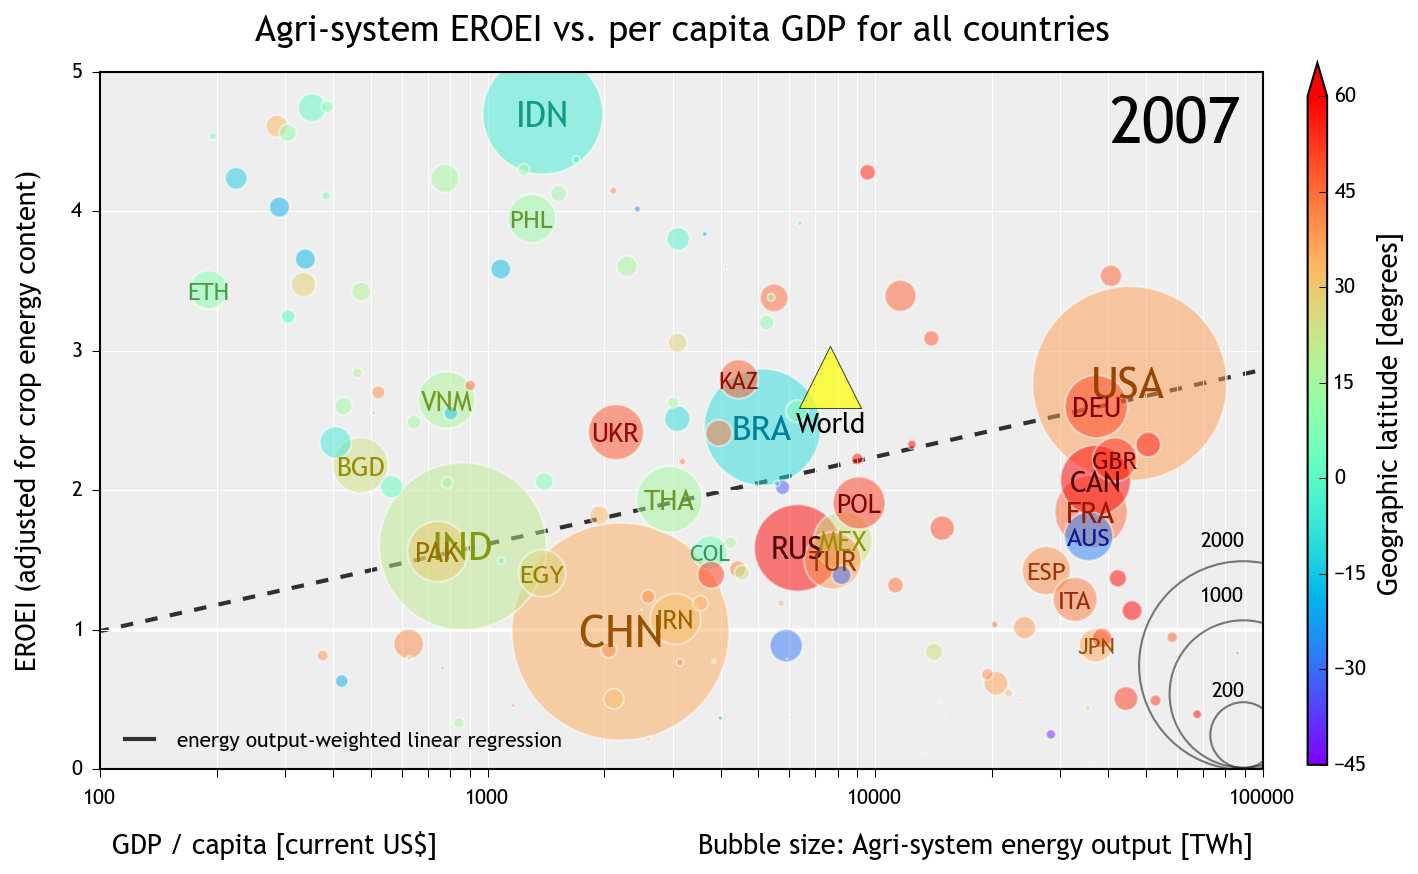 Agri-system EROEI vs. per capita GDP for all countries
2007
EROEI (adjusted for crop energy content)
5
4
3
2
1
0
IDN
PHL
ETH
KAZ
USA
VNM
DEU
BRA
World
UKR
BGD
GBR
CAN
THA
POL
FRA
AUS
IND
PAK
COL
RUS
MEX
TUR
EGY
ESP
ITA
CHN
IRN
JPN
2000
1000
200
energy output-weighted linear regression
100
1000
10000
100000
GDP / capita [current US$]
Bubble size: Agri-system energy output [TWh]
60
45
30
15
0
−15
−30
−45
Geographic latitude [degrees]